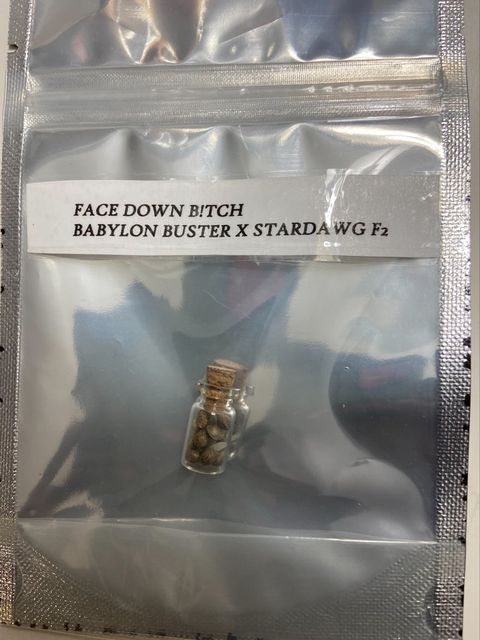 FACE DOWN B!TCH
BABYLON BUSTER X STARDAWG F2